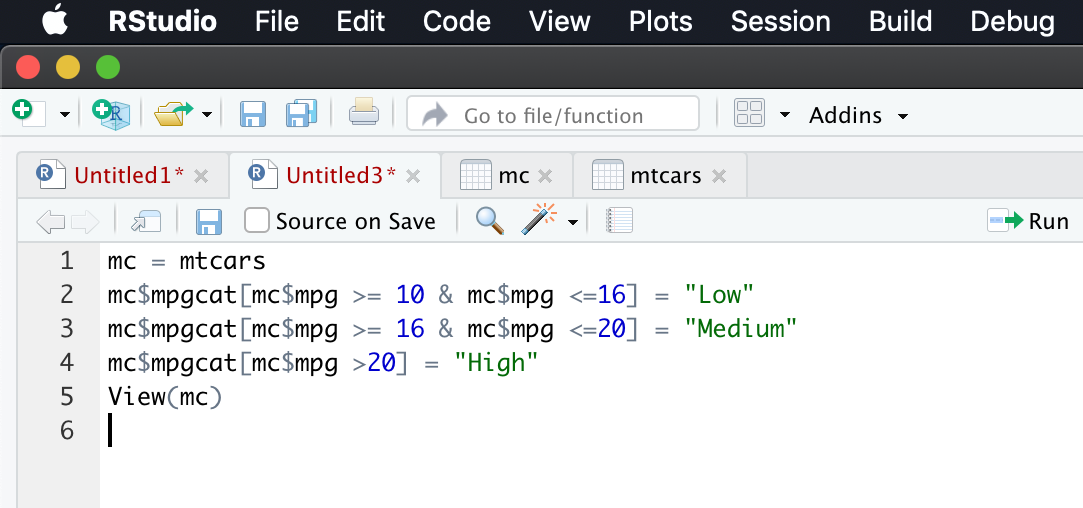 RStudio File Edit Code View Plots Session Build Debug
Go to file/function Addins
Untitled1* Untitled3* mc mtcars
Source on Save Run
1 mc = mtcars
2 mc$mpgcat[mc$mpg >= 10 & mc$mpg <=16] = "Low"
3 mc$mpgcat[mc$mpg >= 16 & mc$mpg <=20] = "Medium"
4 mc$mpgcat[mc$mpg >20] = "High"
5 View(mc)
6